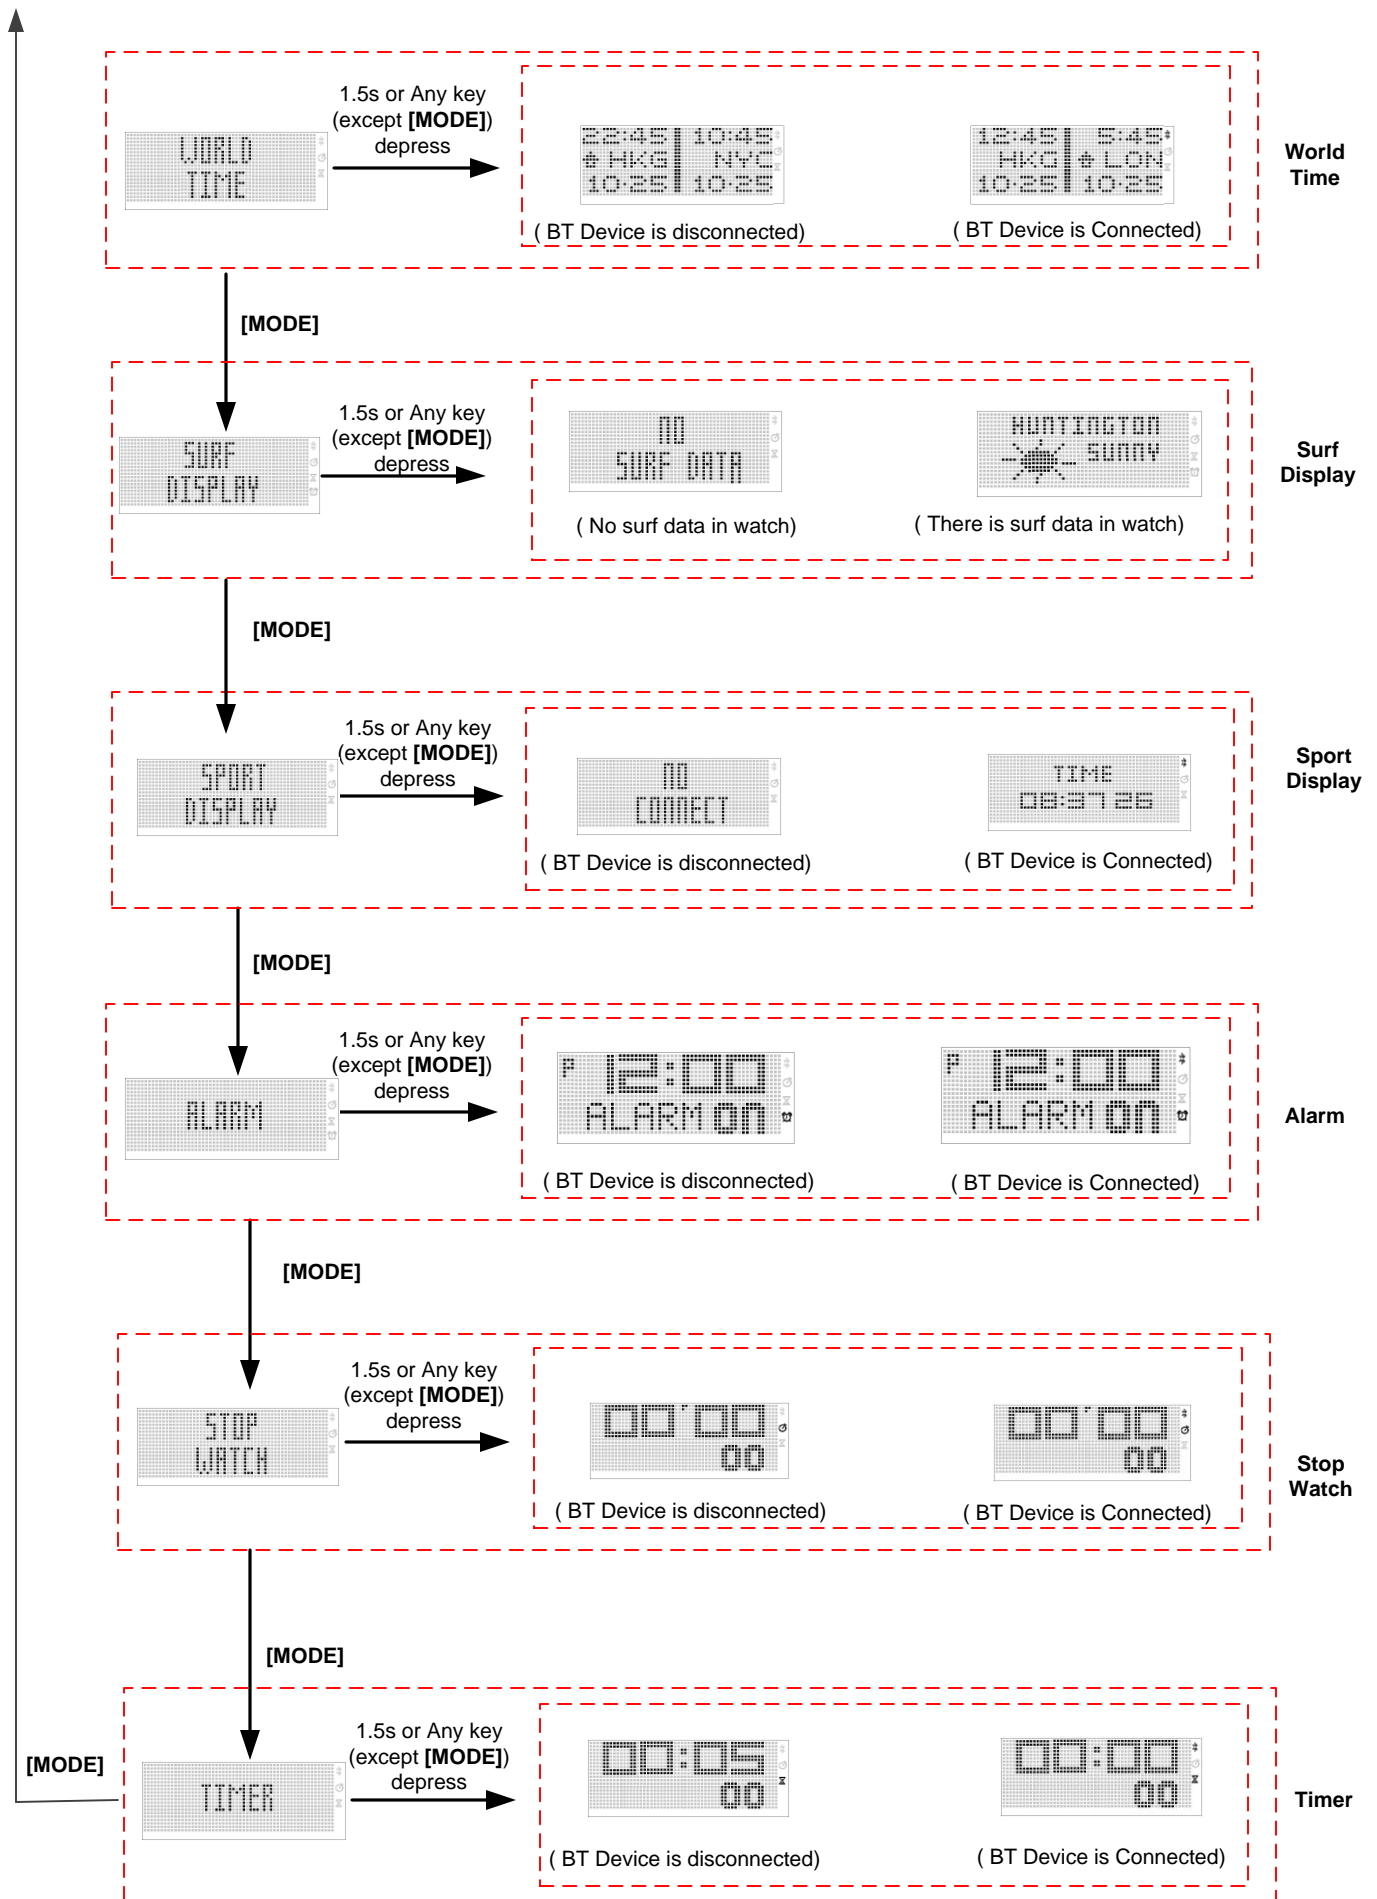 1.5s or Any key
(except [MODE])
depress
WORLD
TIME
22:45 10:45
HKG NYC
10·25 10·25
( BT Device is disconnected)
12:45 5:45
HKG LON
10·25 10·25
( BT Device is Connected)
World
Time
[MODE]
1.5s or Any key
(except [MODE])
depress
SURF
DISPLAY
NO
SURF DATA
( No surf data in watch)
HUNTINGTON
SUNNY
( There is surf data in watch)
Surf
Display
[MODE]
1.5s or Any key
(except [MODE])
depress
SPORT
DISPLAY
NO
CONNECT
( BT Device is disconnected)
TIME
08:37 26
( BT Device is Connected)
Sport
Display
[MODE]
1.5s or Any key
(except [MODE])
depress
ALARM
P 12:00
ALARM ON
( BT Device is disconnected)
P 12:00
ALARM ON
( BT Device is Connected)
Alarm
[MODE]
1.5s or Any key
(except [MODE])
depress
STOP
WATCH
00'00
00
( BT Device is disconnected)
00'00
00
( BT Device is Connected)
Stop
Watch
[MODE]
1.5s or Any key
(except [MODE])
depress
[MODE]
TIMER
00:05
00
( BT Device is disconnected)
00:00
00
( BT Device is Connected)
Timer